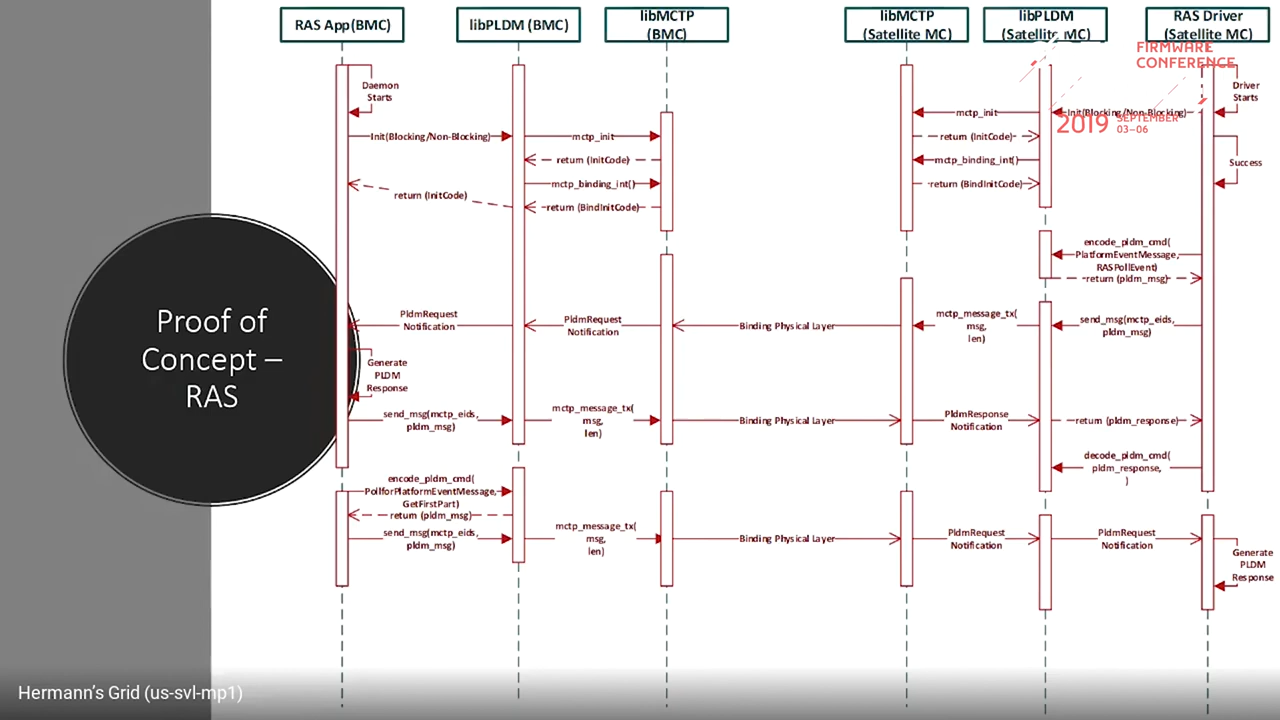 RAS App(BMC)
libPLDM (BMC)
libMCTP
(BMC)
libMCTP
(Satellite MC)
libPLDM
(Satellite MC)
RAS Driver
(Satellite MC)
FIRMWARE
CONFERENCE
2019
SEPTEMBER
03–06
Daemon
Starts
Driver
Starts
mctp_init
Init(Blocking/Non-Blocking)
Init(Blocking/Non-Blocking)
mctp_init
return (InitCode)
return (InitCode)
Success
mctp_binding_int()
mctp_binding_int()
return (BindInitCode)
return (InitCode)
return (BindInitCode)
encode_pldm_cmd(
PlatformEventMessage,
RASPollEvent)
return (pldm_msg)
Proof of
Concept –
RAS
PldmRequest
Notification
PldmRequest
Notification
Binding Physical Layer
mctp_message_tx(
msg,
len)
send_msg(mctp_eids,
pldm_msg)
Generate
PLDM
Response
send_msg(mctp_eids,
pldm_msg)
mctp_message_tx(
msg,
len)
Binding Physical Layer
PldmResponse
Notification
return (pldm_response)
decode_pldm_cmd(
pldm_response,
)
encode_pldm_cmd(
PollforPlatformEventMessage,
GetFirstPart)
return (pldm_msg)
send_msg(mctp_eids,
pldm_msg)
mctp_message_tx(
msg,
len)
Binding Physical Layer
PldmRequest
Notification
PldmRequest
Notification
Generate
PLDM
Response
Hermann's Grid (us-svl-mp1)